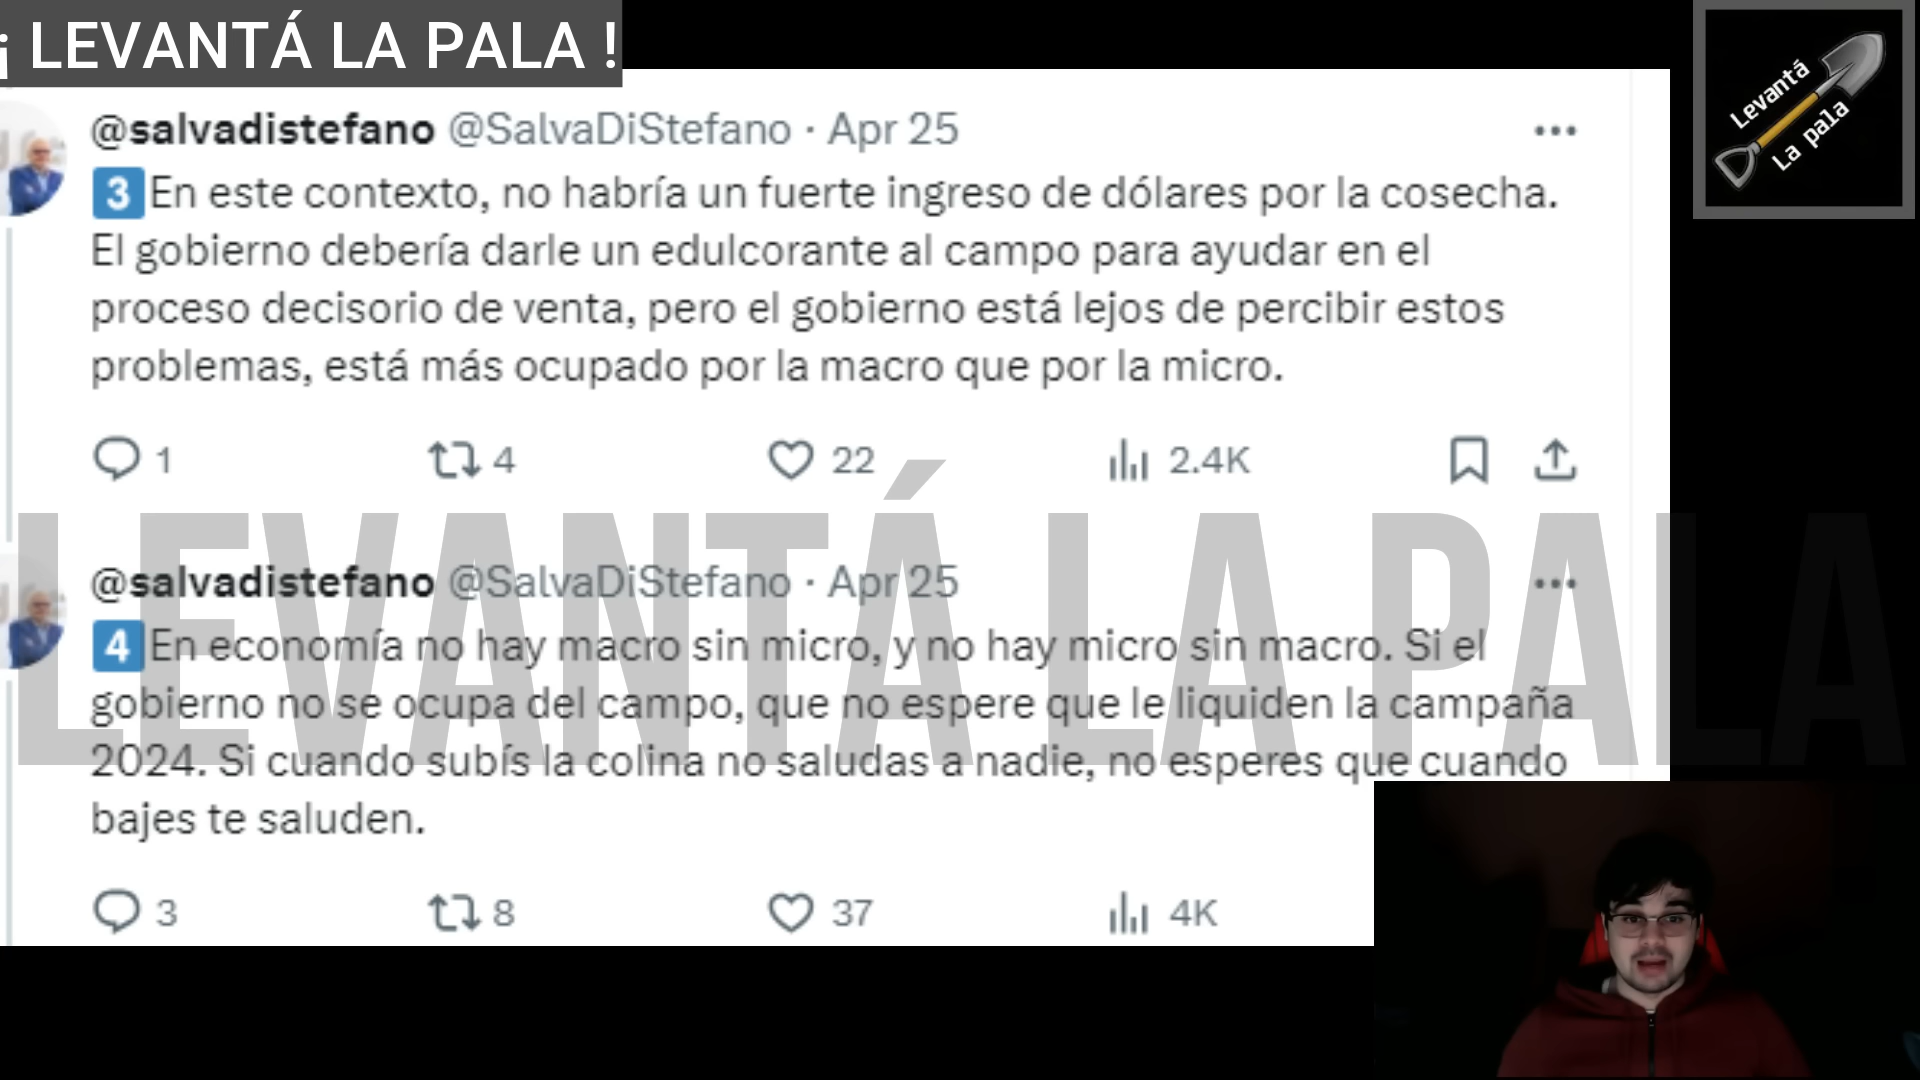 ¡ LEVANTÁ LA PALA !
Levantá
La pala
@salvadistefano @SalvaDiStefano · Apr 25
3 En este contexto, no habría un fuerte ingreso de dólares por la cosecha.
El gobierno debería darle un edulcorante al campo para ayudar en el
proceso decisorio de venta, pero el gobierno está lejos de percibir estos
problemas, está más ocupado por la macro que por la micro.
1 4 22 2.4K
LEVANTÁ LA PALA
@salvadistefano @SalvaDiStefano · Apr 25
4 En economía no hay macro sin micro, y no hay micro sin macro. Si el
gobierno no se ocupa del campo, que no espere que le liquiden la campaña
2024. Si cuando subís la colina no saludas a nadie, no esperes que cuando
bajes te saluden.
3 8 37 4K